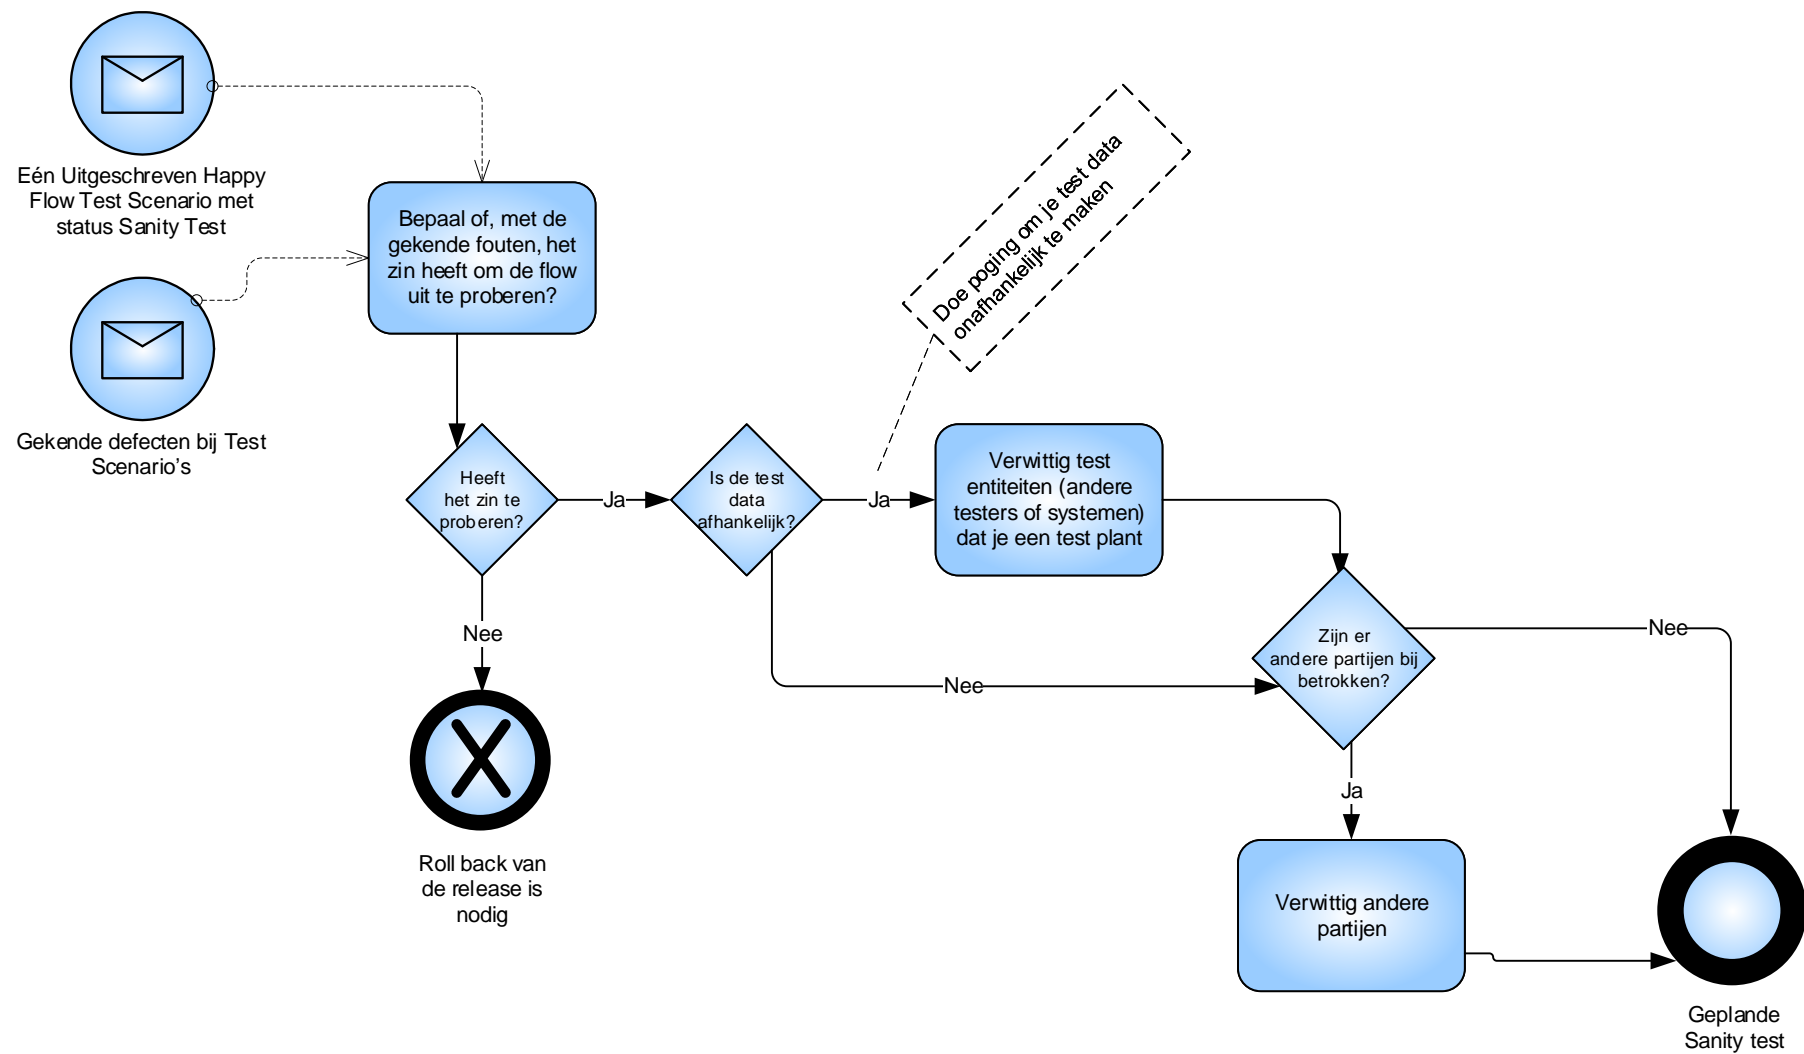 Eén Uitgeschreven Happy
Flow Test Scenario met
status Sanity Test
Bepaal of, met de
gekende fouten, het
zin heeft om de flow
uit te proberen?
Doe poging om je test data
onafhankelijk te maken
Gekende defecten bij Test
Scenario's
Heeft
het zin te
proberen?
Ja
Is de test
data
afhankelijk?
Ja
Verwittig test
entiteiten (andere
testers of systemen)
dat je een test plant
Nee
Nee
Zijn er
andere partijen bij
betrokken?
Nee
Ja
Roll back van
de release is
nodig
Verwittig andere
partijen
Geplande
Sanity test